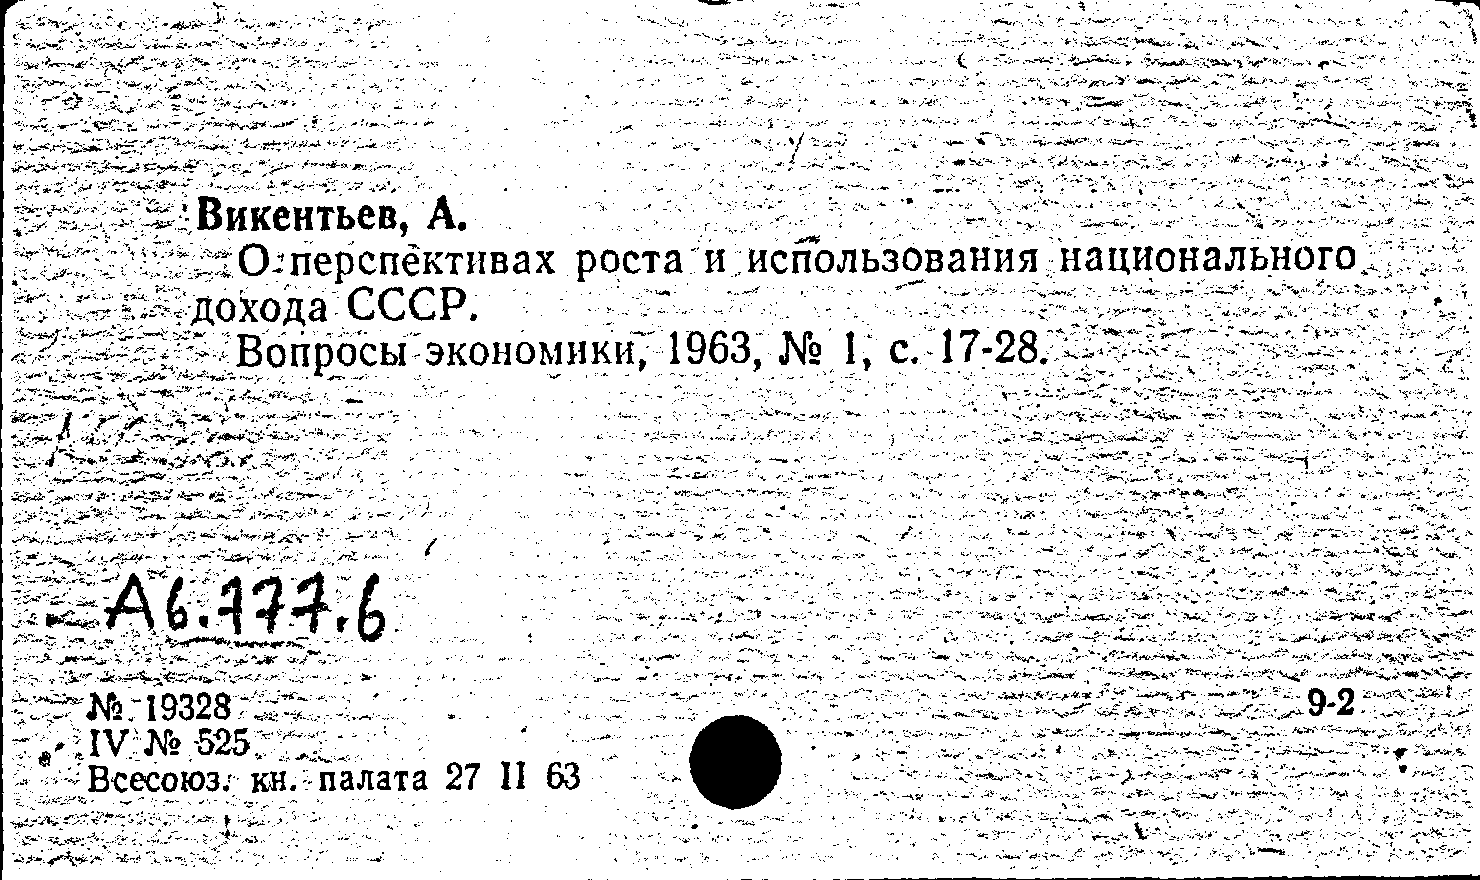 Викентьев, А.
О перспективах роста и использования национального
дохода СССР.
Вопросы экономики, 1963, № 1, с. 17-28.
А6.777.6
№ 19328
9-2
IV № 525
Всесоюз. кн. палата 27 II 63